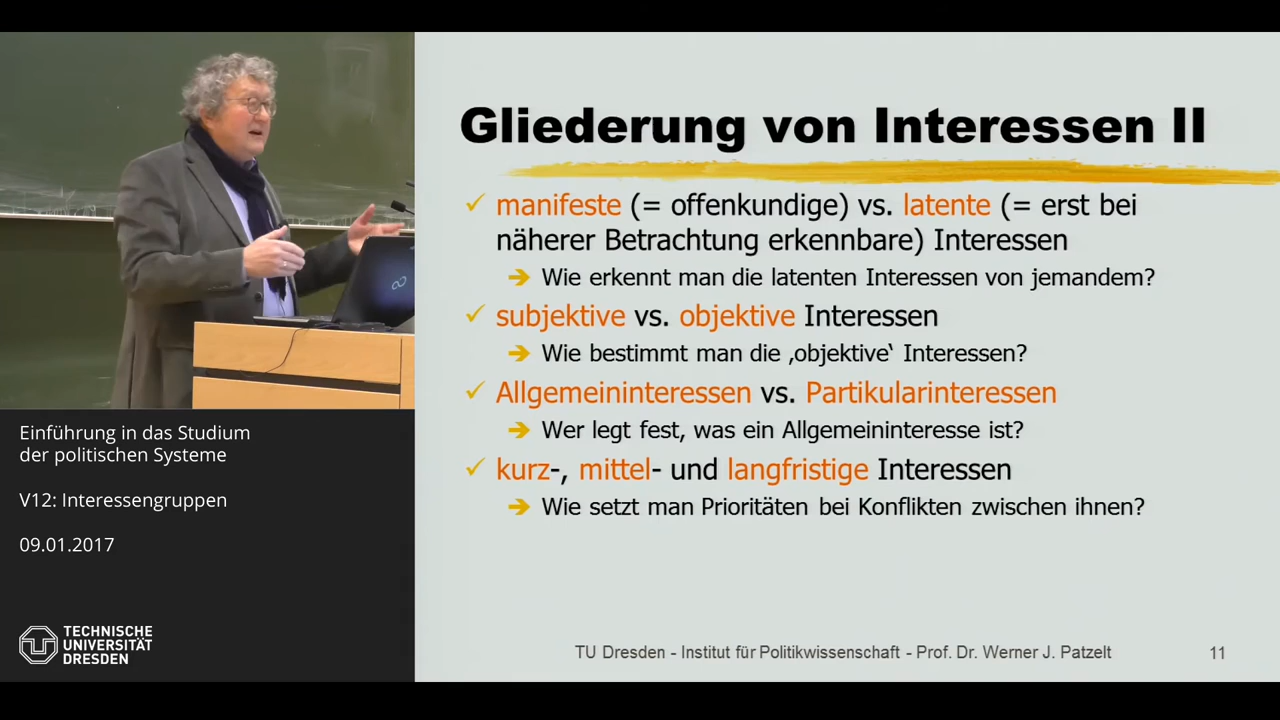 Gliederung von Interessen II
✓ manifeste (= offenkundige) vs. latente (= erst bei
näherer Betrachtung erkennbare) Interessen
➔ Wie erkennt man die latenten Interessen von jemandem?
✓ subjektive vs. objektive Interessen
➔ Wie bestimmt man die ‚objektive‘ Interessen?
✓ Allgemeininteressen vs. Partikularinteressen
➔ Wer legt fest, was ein Allgemeininteresse ist?
✓ kurz-, mittel- und langfristige Interessen
➔ Wie setzt man Prioritäten bei Konflikten zwischen ihnen?
TU Dresden - Institut für Politikwissenschaft - Prof. Dr. Werner J. Patzelt
11
Einführung in das Studium
der politischen Systeme
V12: Interessengruppen
09.01.2017
TECHNISCHE
UNIVERSITÄT
DRESDEN